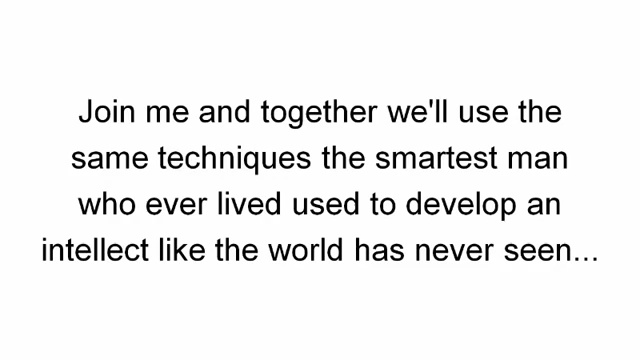 Join me and together we'll use the
same techniques the smartest man
who ever lived used to develop an
intellect like the world has never seen...